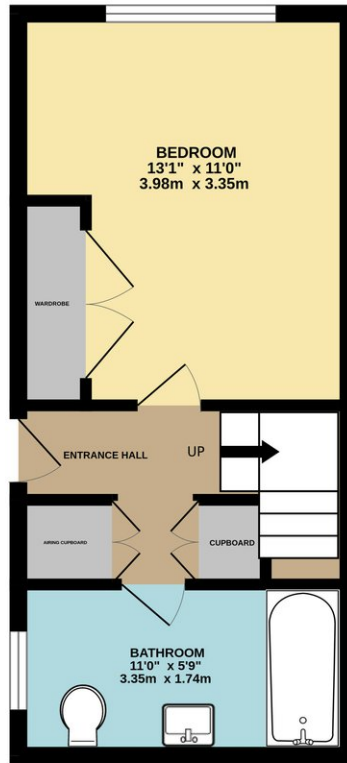 BEDROOM
13'1" x 11'0"
3.98m x 3.35m
WARDROBE
ENTRANCE HALL
UP
AIRING CUPBOARD
CUPBOARD
BATHROOM
11'0" x 5'9"
3.35m x 1.74m